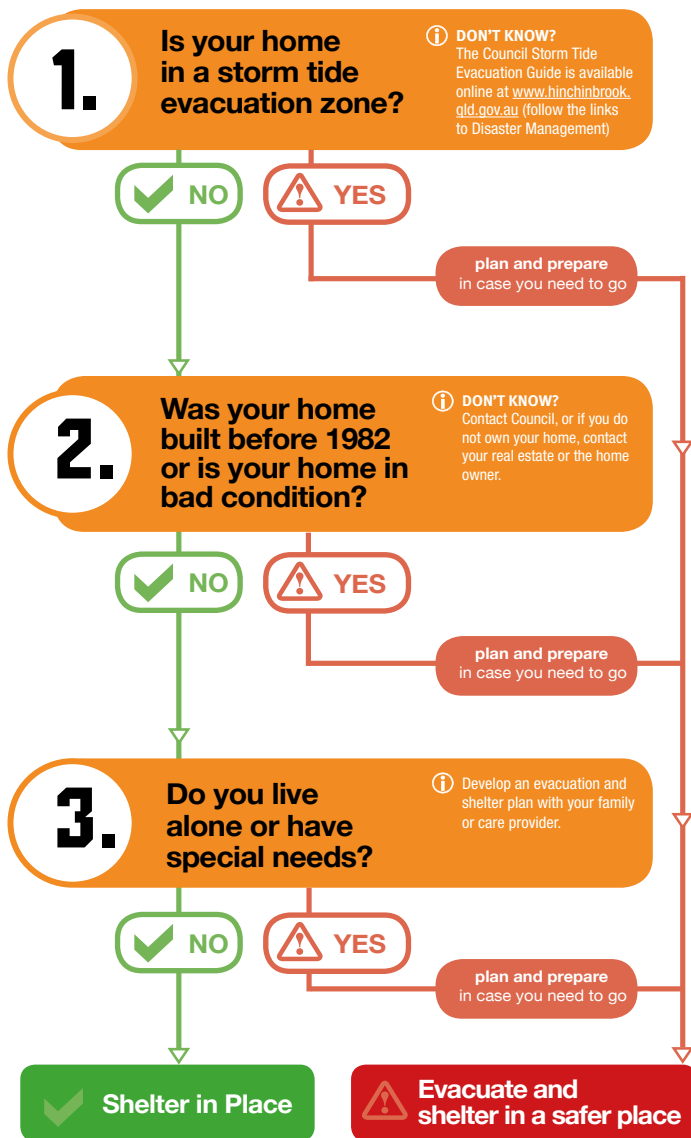 1.
Is your home
in a storm tide
evacuation zone?
DON'T KNOW?
The Council Storm Tide
Evacuation Guide is available
online at www.hinchinbrook.
qld.gov.au (follow the links
to Disaster Management)
NO
YES
plan and prepare
in case you need to go
2.
Was your home
built before 1982
or is your home in
bad condition?
DON'T KNOW?
Contact Council, or if you do
not own your home, contact
your real estate or the home
owner.
NO
YES
plan and prepare
in case you need to go
3.
Do you live
alone or have
special needs?
Develop an evacuation and
shelter plan with your family
or care provider.
NO
YES
plan and prepare
in case you need to go
Shelter in Place
Evacuate and
shelter in a safer place